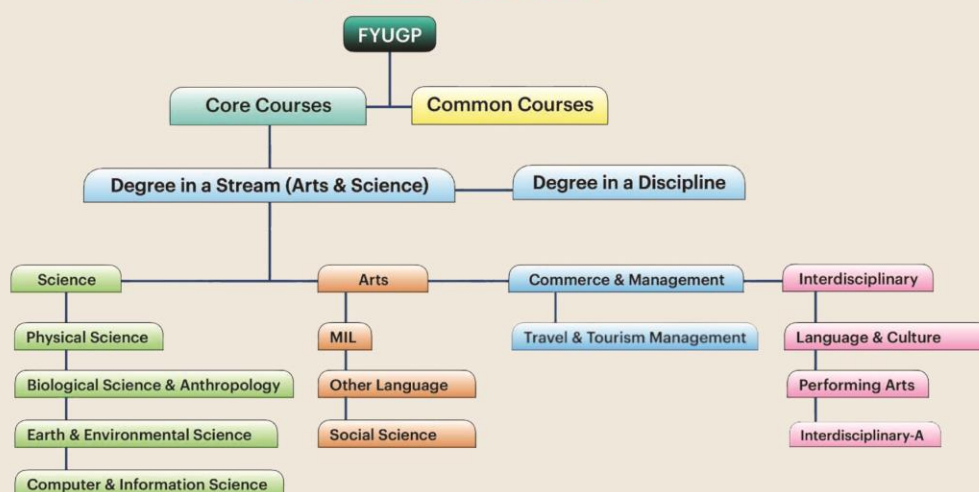 FYUGP
Core Courses
Common Courses
Degree in a Stream (Arts & Science)
Degree in a Discipline
Science
Arts
Commerce & Management
Interdisciplinary
Physical Science
MIL
Travel & Tourism Management
Language & Culture
Biological Science & Anthropology
Other Language
Performing Arts
Earth & Environmental Science
Social Science
Interdisciplinary-A
Computer & Information Science